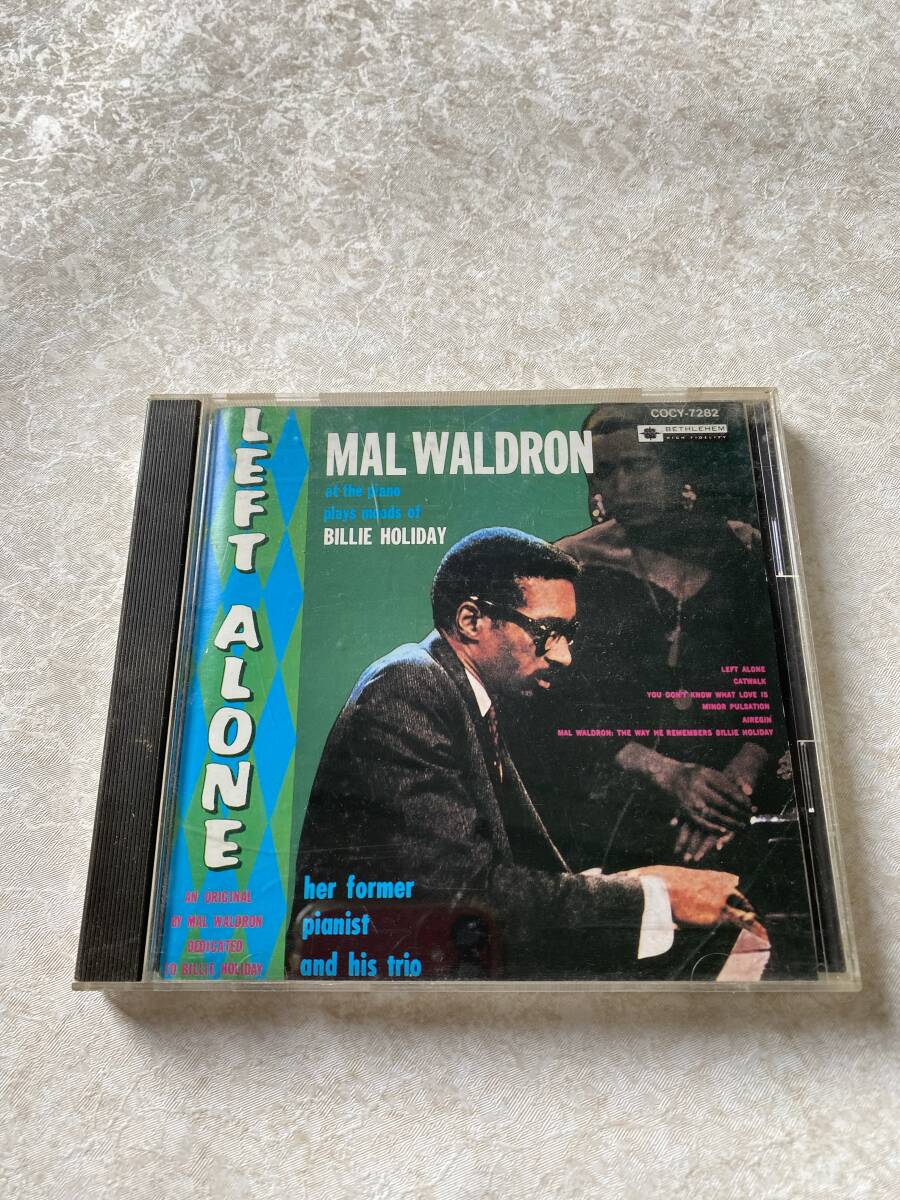 LEFT ALONE
MAL WALDRON
at the piano
plays moods of
BILLIE HOLIDAY
COCY-7282
BETHLEHEM
HIGH FIDELITY
LEFT ALONE
CATWALK
YOU DON'T KNOW WHAT LOVE IS
MINOR PULSATION
AIREGIN
MAL WALDRON: THE WAY HE REMEMBERS BILLIE HOLIDAY
her former
pianist
and his trio
AN ORIGINAL
BY MAL WALDRON
DEDICATED
TO BILLIE HOLIDAY